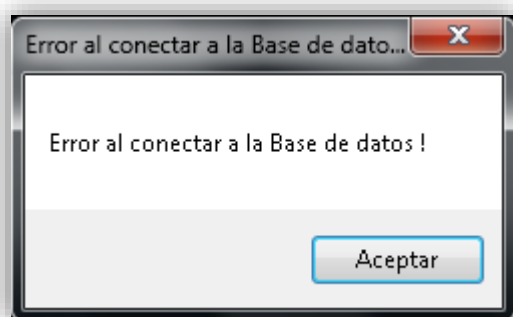 Error al conectar a la Base de dato...
Error al conectar a la Base de datos !
Aceptar